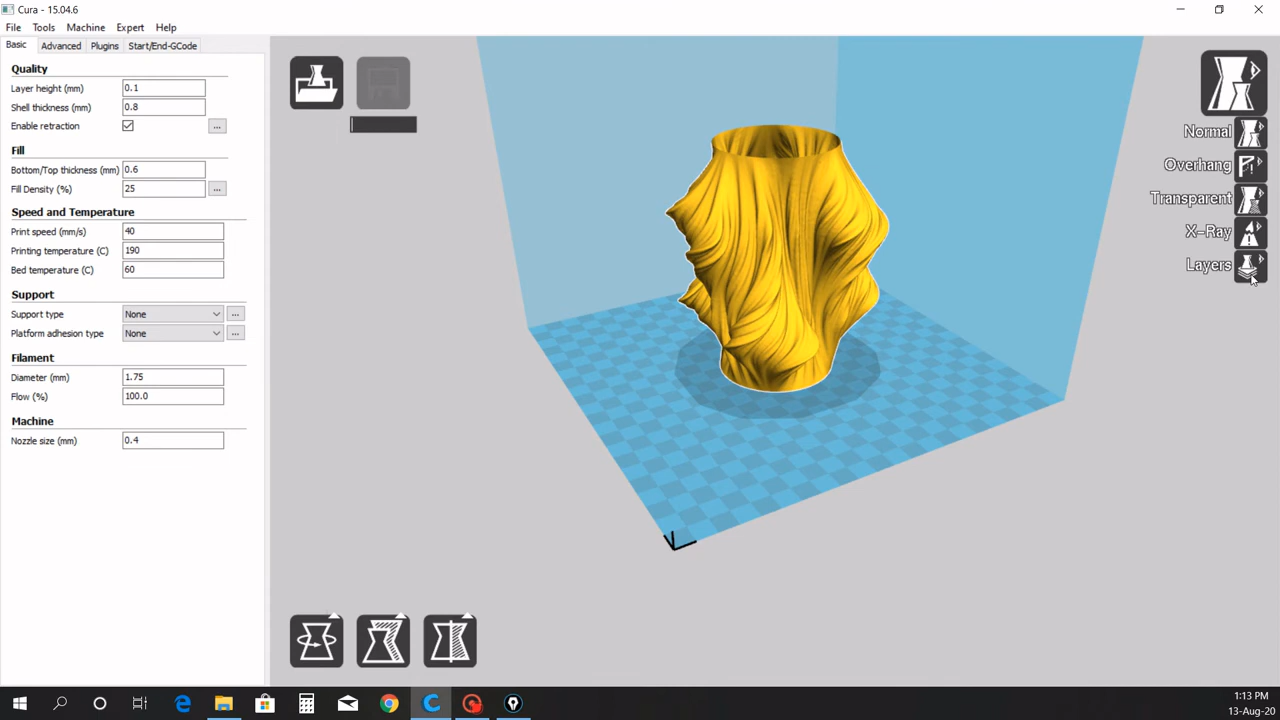 Cura - 15.04.6
File Tools Machine Expert Help
Basic Advanced Plugins Start/End-GCode
Quality
Layer height (mm) 0.1
Shell thickness (mm) 0.8
Enable retraction ...
Fill
Bottom/Top thickness (mm) 0.6
Fill Density (%) 25 ...
Speed and Temperature
Print speed (mm/s) 40
Printing temperature (C) 190
Bed temperature (C) 60
Support
Support type None ...
Platform adhesion type None ...
Filament
Diameter (mm) 1.75
Flow (%) 100.0
Machine
Nozzle size (mm) 0.4
Normal
Overhang
Transparent
X-Ray
Layers
1:13 PM
13-Aug-20